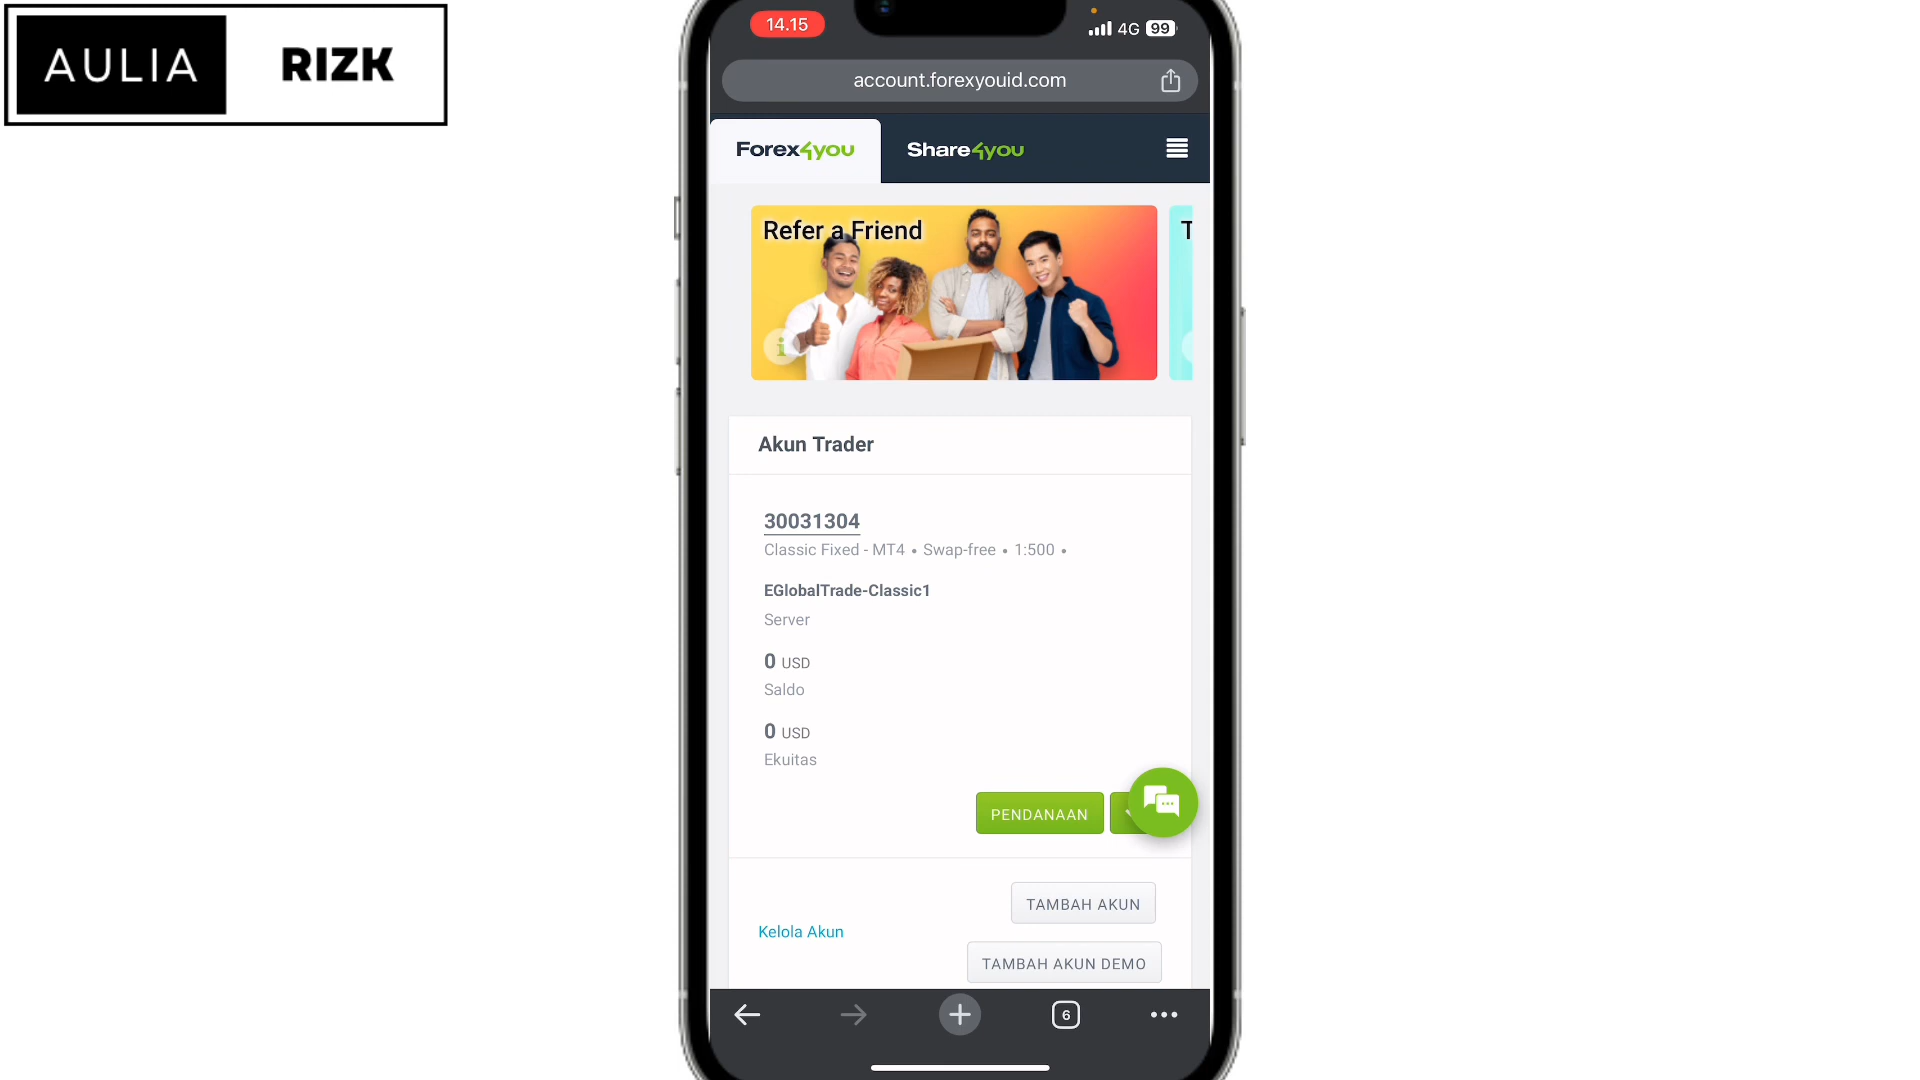 AULIA RIZK
14.15 4G 99
account.forexyouid.com
Forex4you Share4you
Refer a Friend T
i
Akun Trader
30031304
Classic Fixed - MT4 • Swap-free • 1:500 •
EGlobalTrade-Classic1
Server
0 USD
Saldo
0 USD
Ekuitas
PENDANAAN
TAMBAH AKUN
Kelola Akun
TAMBAH AKUN DEMO
6